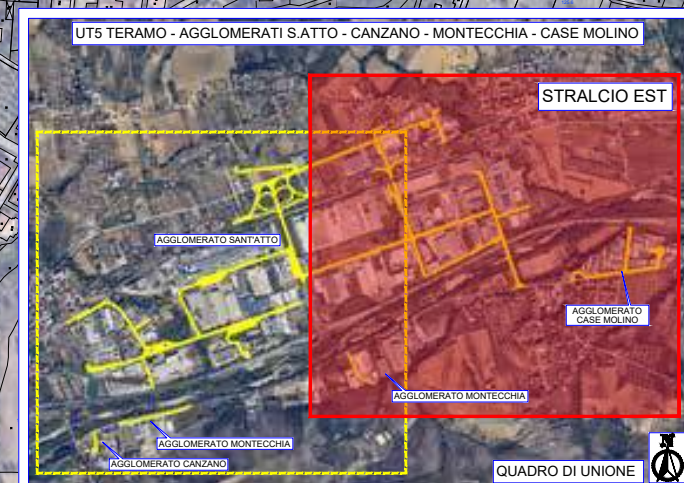 UT5 TERAMO - AGGLOMERATI S.ATTO - CANZANO - MONTECCHIA - CASE MOLINO
STRALCIO EST
AGGLOMERATO SANT'ATTO
AGGLOMERATO
CASE MOLINO
AGGLOMERATO MONTECCHIA
AGGLOMERATO MONTECCHIA
AGGLOMERATO CANZANO
QUADRO DI UNIONE
N